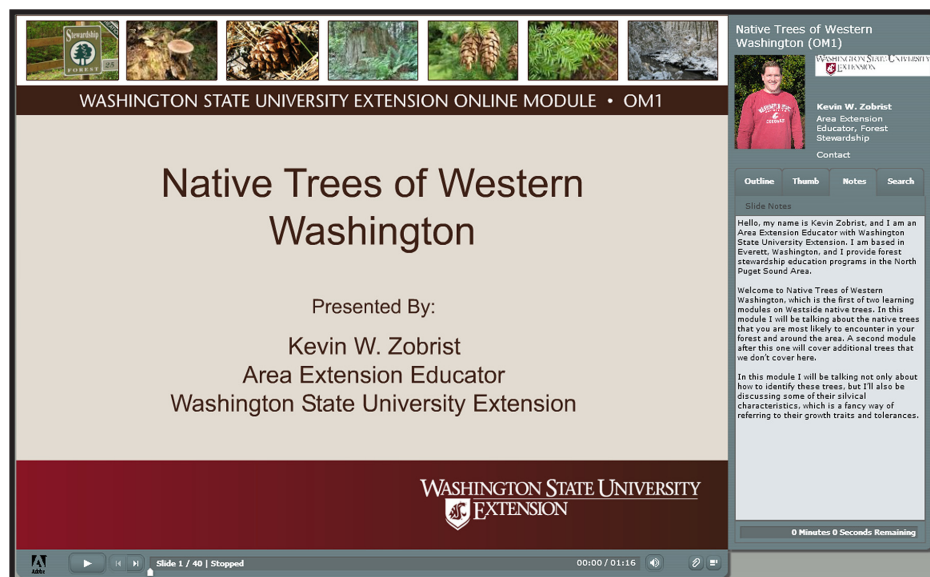 Stewardship
FOREST
WASHINGTON STATE UNIVERSITY EXTENSION ONLINE MODULE • OM1
Native Trees of Western
Washington
Presented By:
Kevin W. Zobrist
Area Extension Educator
Washington State University Extension
WASHINGTON STATE UNIVERSITY
EXTENSION
Adobe
Slide 1 / 40 | Stopped
00:00 / 01:16
Native Trees of Western
Washington (OM1)
WASHINGTON STATE UNIVERSITY
EXTENSION
Kevin W. Zobrist
Area Extension
Educator, Forest
Stewardship
Contact
Outline Thumb Notes Search
Slide Notes
Hello, my name is Kevin Zobrist, and I am an
Area Extension Educator with Washington
State University Extension. I am based in
Everett, Washington, and I provide forest
stewardship education programs in the North
Puget Sound Area.
Welcome to Native Trees of Western
Washington, which is the first of two learning
modules on Westside native trees. In this
module I will be talking about the native trees
that you are most likely to encounter in your
forest and around the area. A second module
after this one will cover additional trees that
we don't cover here.
In this module I will be talking not only about
how to identify these trees, but I'll also be
discussing some of their silvical
characteristics, which is a fancy way of
referring to their growth traits and tolerances.
0 Minutes 0 Seconds Remaining